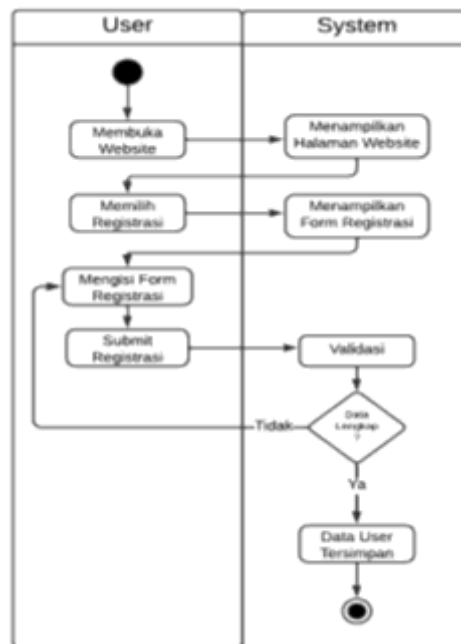 User
System
Membuka
Website
Menampilkan
Halaman Website
Memilih
Registrasi
Menampilkan
Form Registrasi
Mengisi Form
Registrasi
Submit
Registrasi
Validasi
Data
Lengkap
?
Tidak
Ya
Data User
Tersimpan